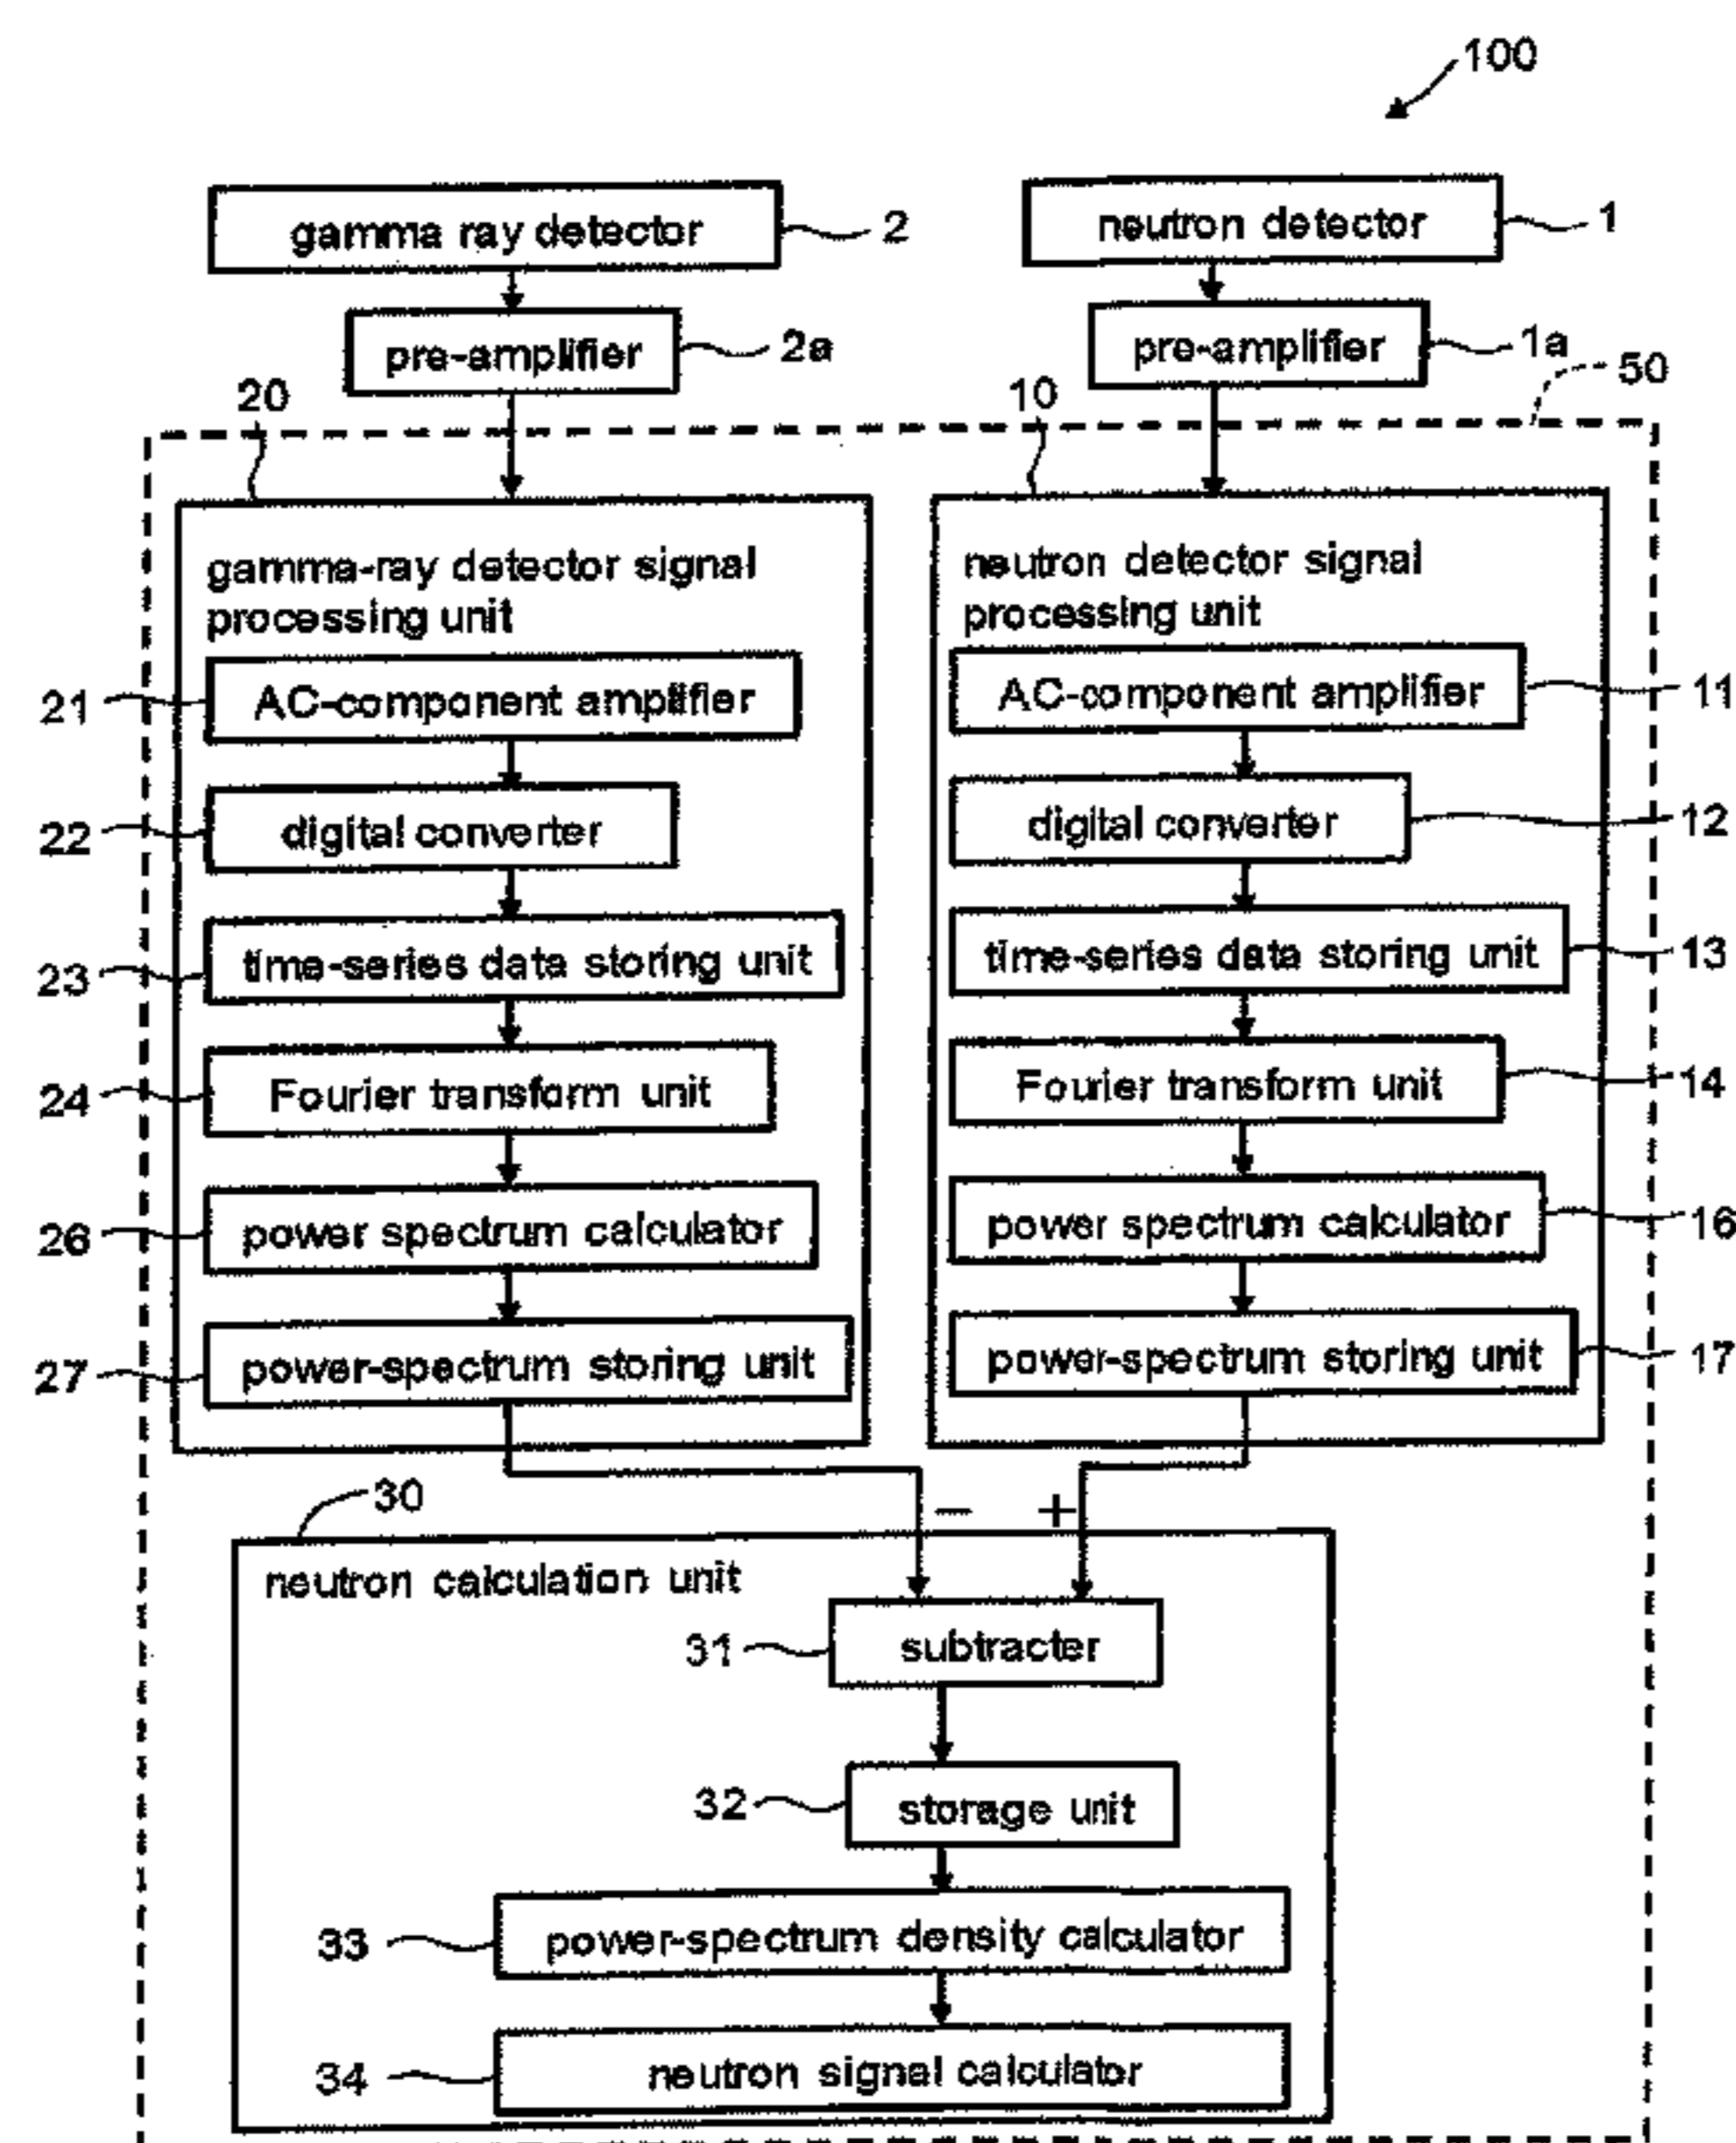 100
gamma ray detector
2
neutron detector
1
pre-amplifier
2a
pre-amplifier
1a
50
20
10
gamma-ray detector signal
processing unit
neutron detector signal
processing unit
21
AC-component amplifier
AC-component amplifier
11
22
digital converter
digital converter
12
23
time-series data storing unit
time-series data storing unit
13
24
Fourier transform unit
Fourier transform unit
14
26
power spectrum calculator
power spectrum calculator
16
27
power-spectrum storing unit
power-spectrum storing unit
17
30
− +
neutron calculation unit
31
subtracter
32
storage unit
33
power-spectrum density calculator
34
neutron signal calculator